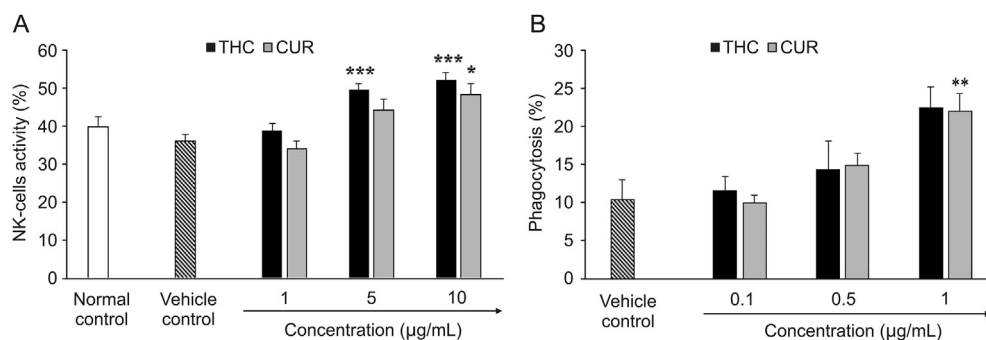 A
THC CUR
NK-cells activity (%)
60
50
40
30
20
10
0
*** *** *
Normal control
Vehicle control
1 5 10
Concentration (µg/mL)
B
THC CUR
Phagocytosis (%)
30
25
20
15
10
5
0
**
Vehicle control
0.1 0.5 1
Concentration (µg/mL)